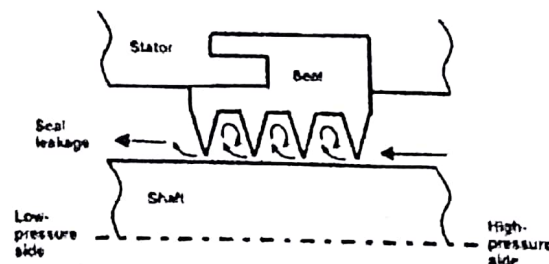 Stator
Seal
Seal
leakage
Shaft
Low-
pressure
side
High-
pressure
side